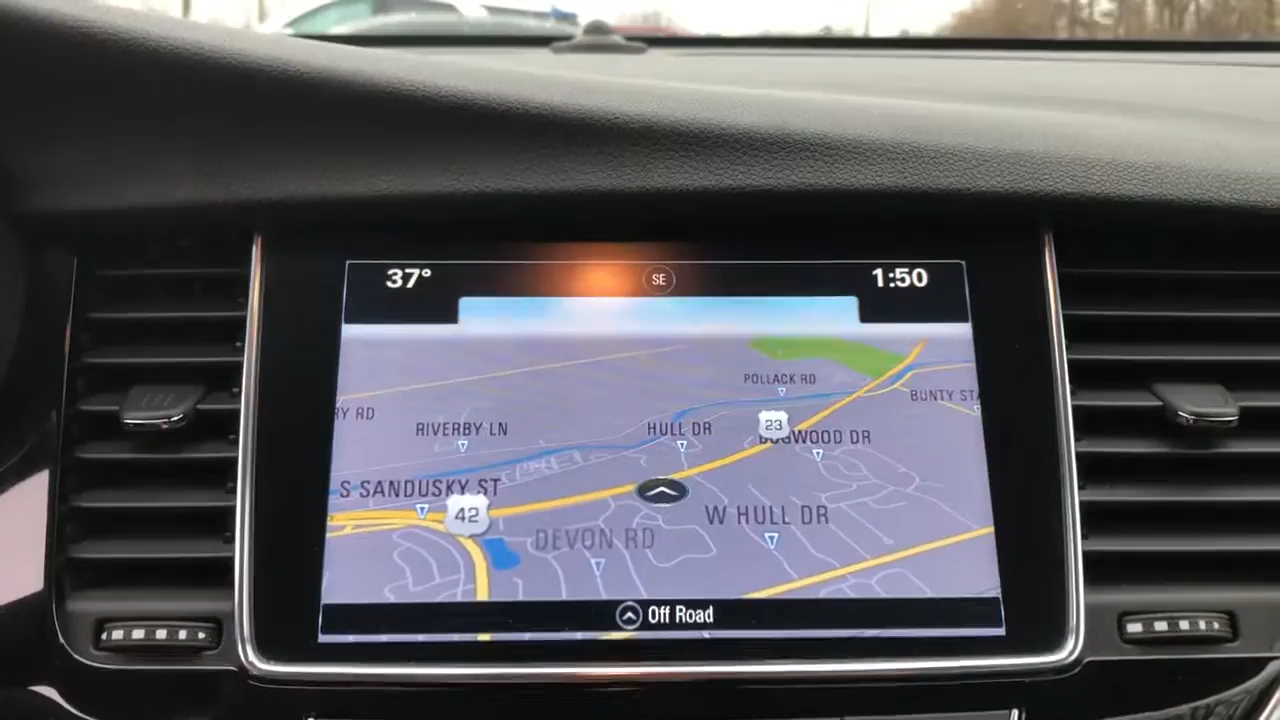 37°
SE
1:50
POLLACK RD
BUNTY STA
RY RD
RIVERBY LN
HULL DR
23
DOGWOOD DR
S SANDUSKY ST
42
W HULL DR
DEVON RD
Off Road